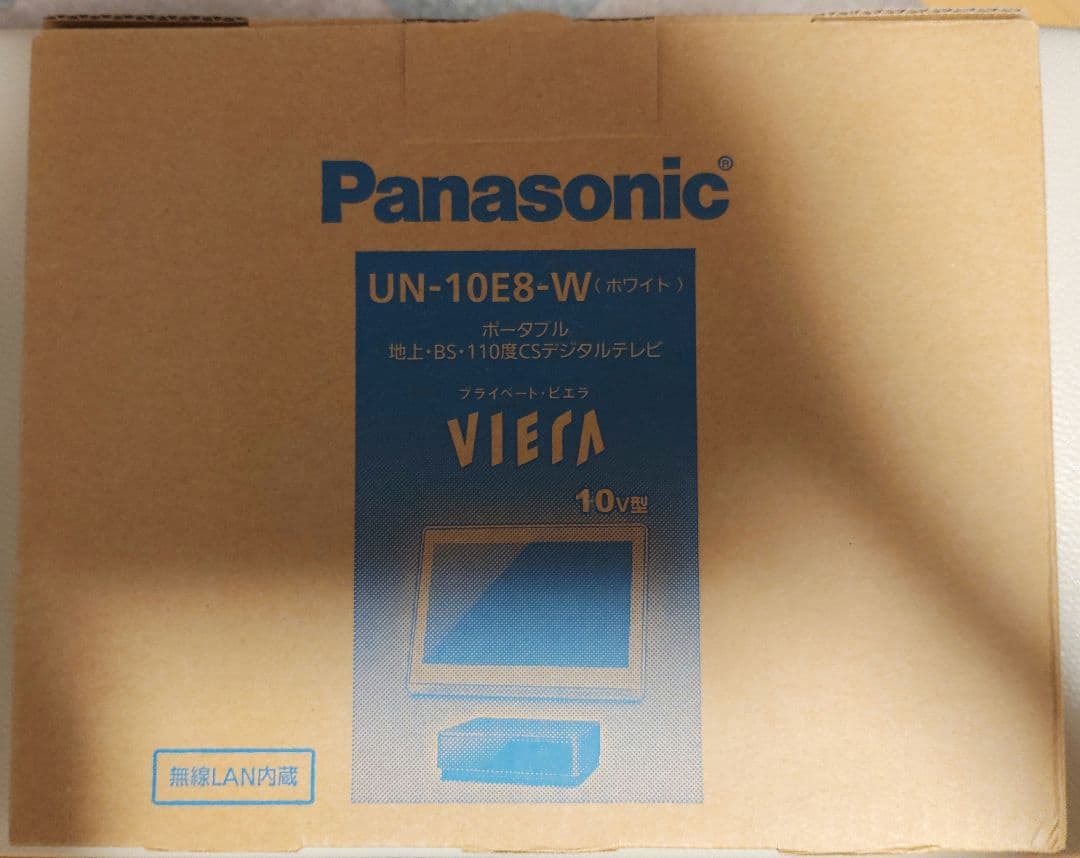 Panasonic®
UN-10E8-W(ホワイト)
ポータブル
地上・BS・110度CSデジタルテレビ
プライベート・ビエラ
VIERA
10V型
無線LAN内蔵